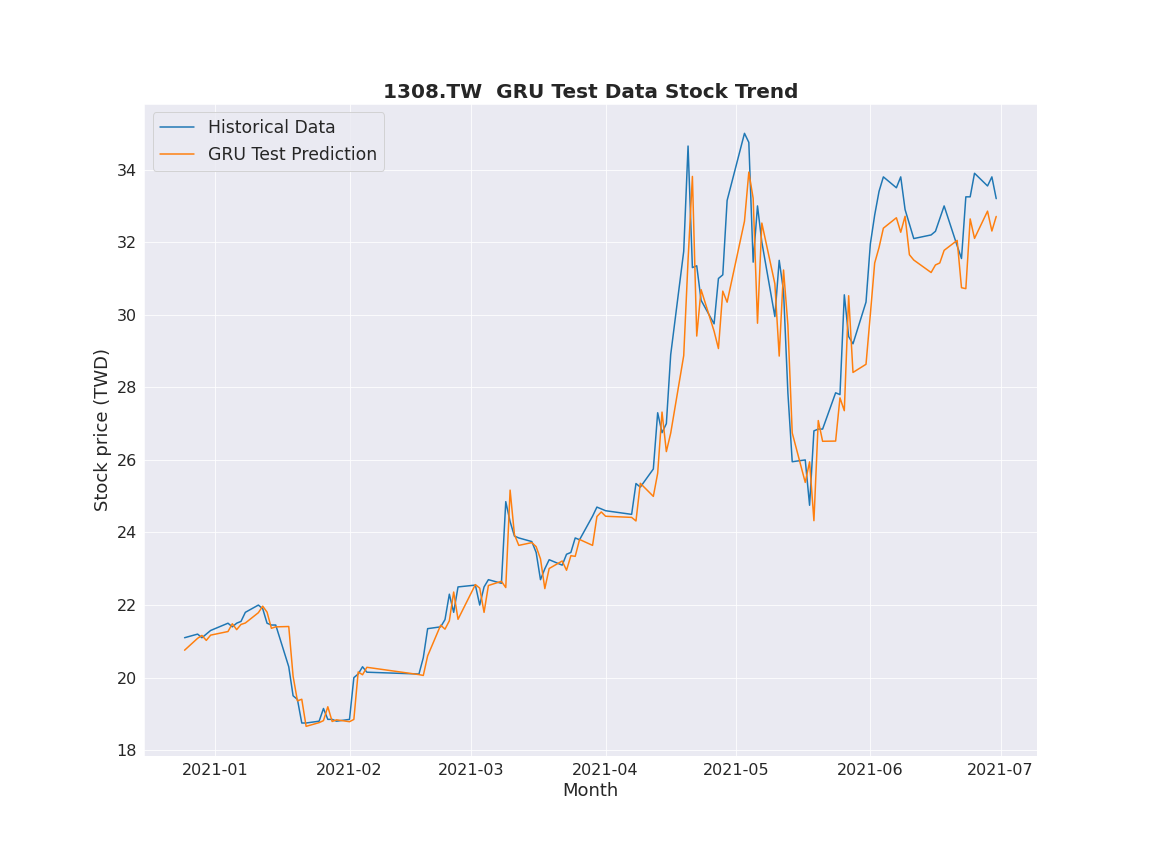 1308.TW  GRU Test Data Stock Trend
Historical Data
GRU Test Prediction
Stock price (TWD)
34
32
30
28
26
24
22
20
18
2021-01 2021-02 2021-03 2021-04 2021-05 2021-06 2021-07
Month